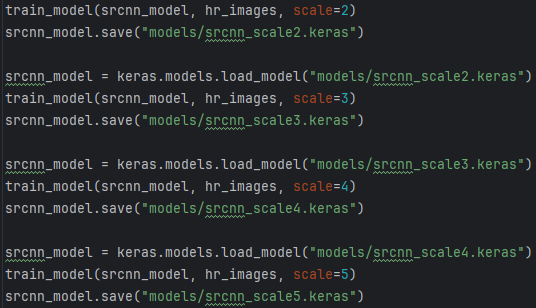 train_model(srcnn_model, hr_images, scale=2)
srcnn_model.save("models/srcnn_scale2.keras")
srcnn_model = keras.models.load_model("models/srcnn_scale2.keras")
train_model(srcnn_model, hr_images, scale=3)
srcnn_model.save("models/srcnn_scale3.keras")
srcnn_model = keras.models.load_model("models/srcnn_scale3.keras")
train_model(srcnn_model, hr_images, scale=4)
srcnn_model.save("models/srcnn_scale4.keras")
srcnn_model = keras.models.load_model("models/srcnn_scale4.keras")
train_model(srcnn_model, hr_images, scale=5)
srcnn_model.save("models/srcnn_scale5.keras")